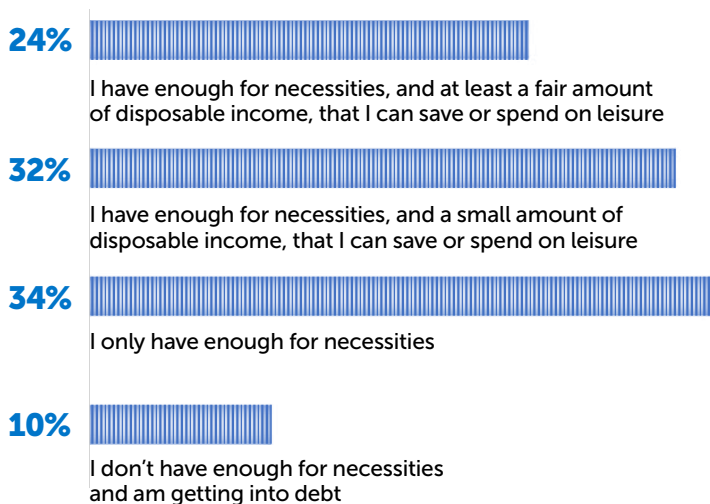 24%
I have enough for necessities, and at least a fair amount
of disposable income, that I can save or spend on leisure
32%
I have enough for necessities, and a small amount of
disposable income, that I can save or spend on leisure
34%
I only have enough for necessities
10%
I don’t have enough for necessities
and am getting into debt